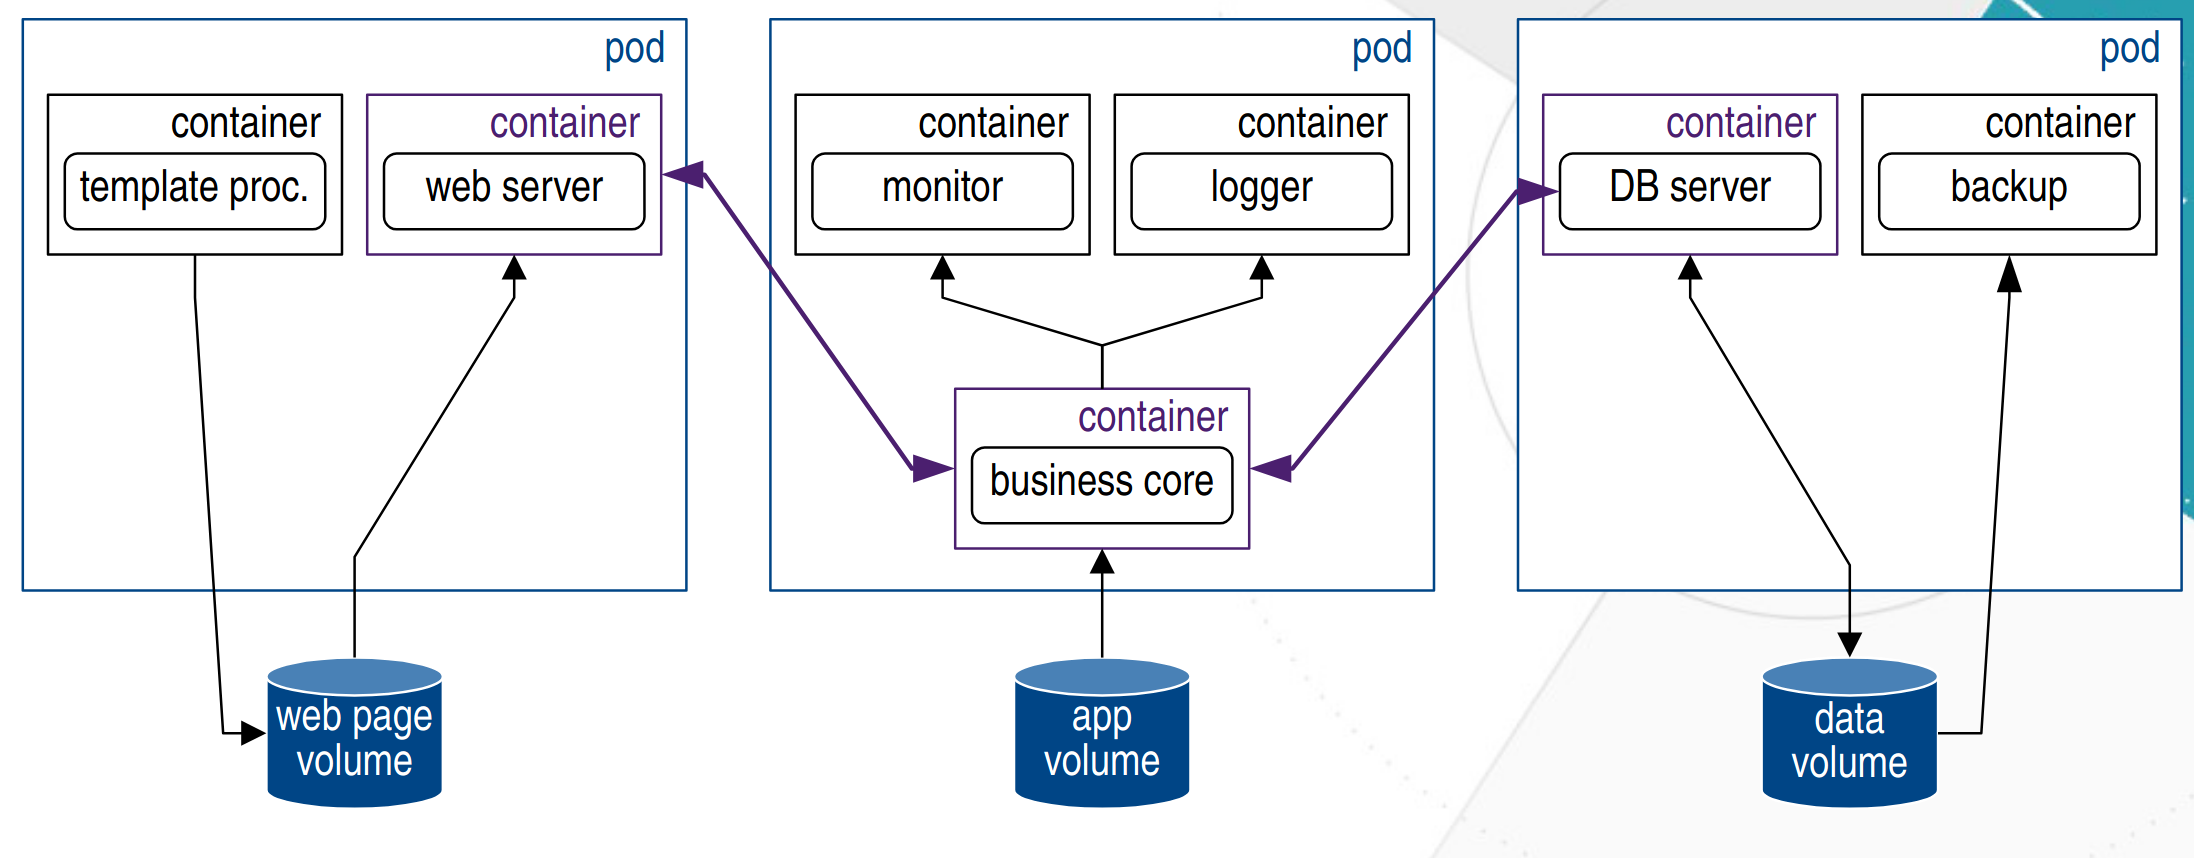 pod
container
template proc.
container
web server
web page
volume
pod
container
monitor
container
logger
container
business core
app
volume
pod
container
DB server
container
backup
data
volume